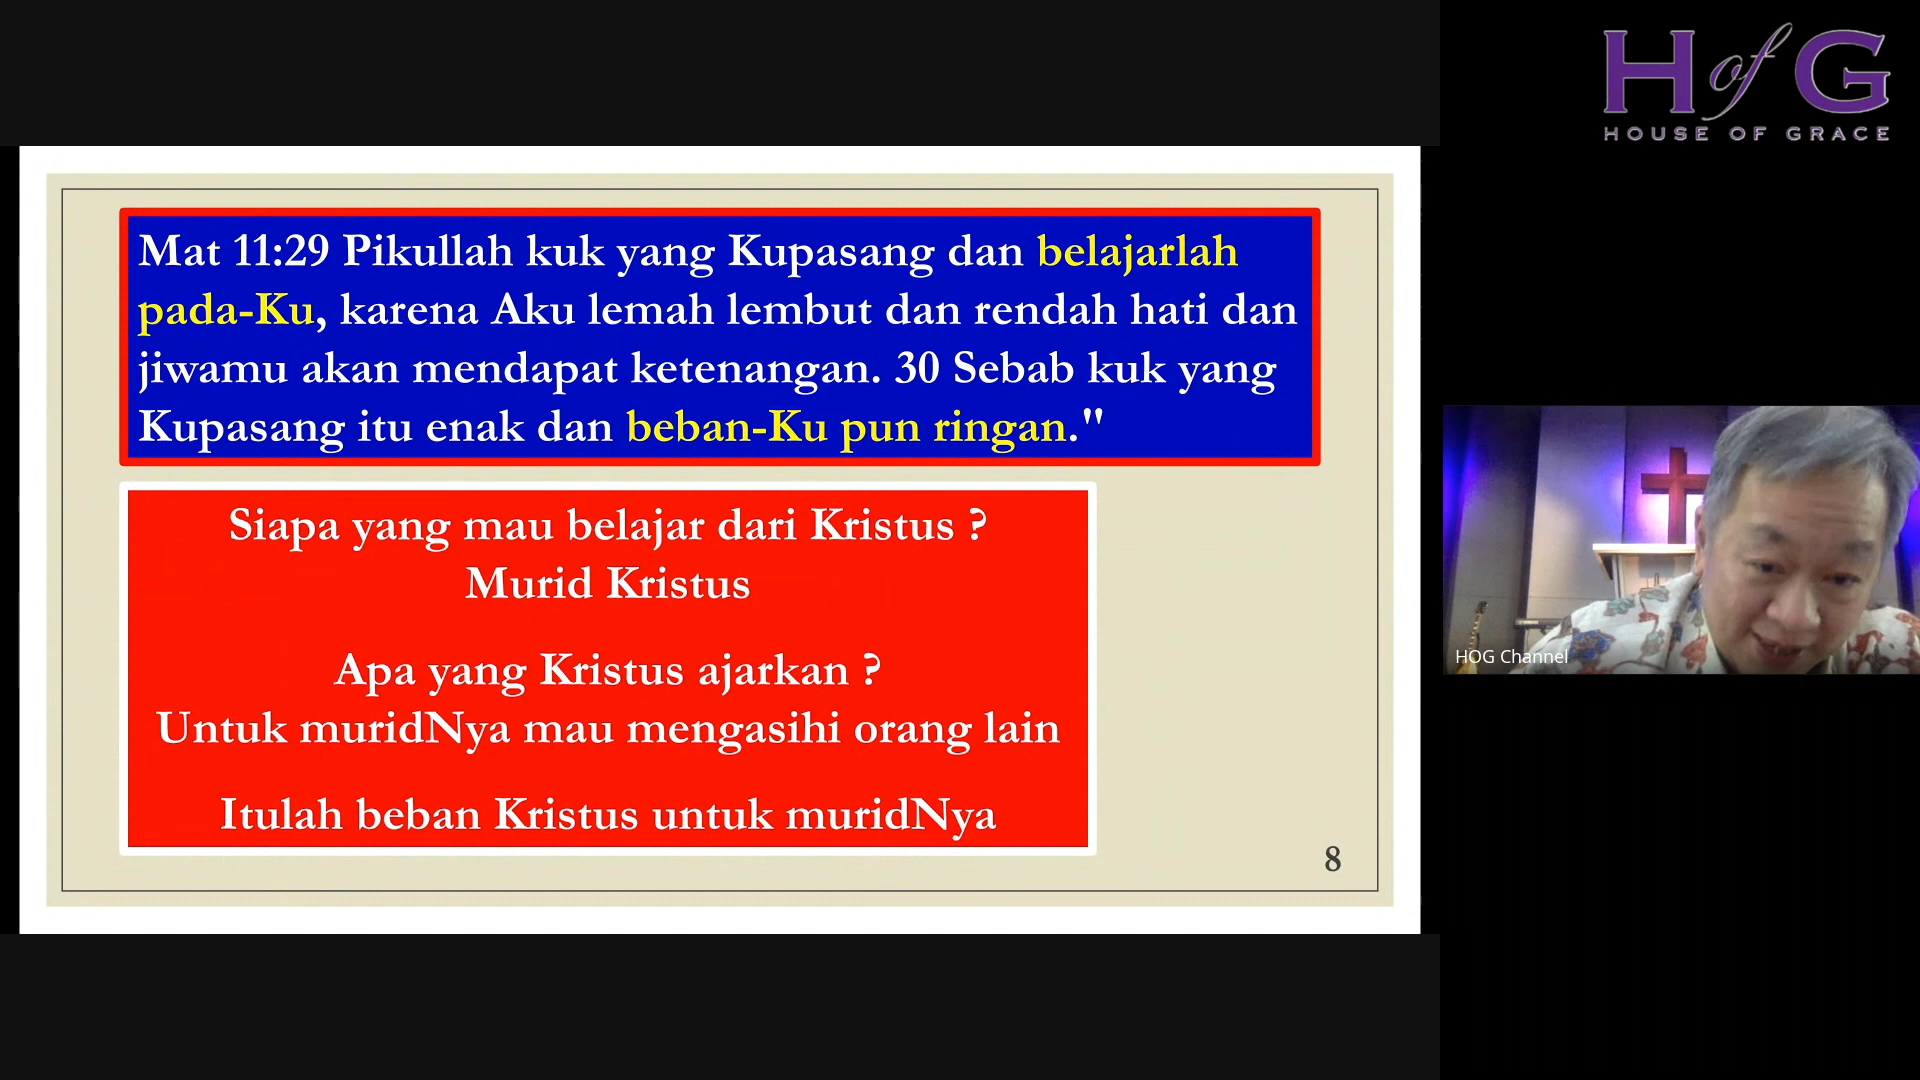 H of G
HOUSE OF GRACE
Mat 11:29 Pikullah kuk yang Kupasang dan belajarlah
pada-Ku, karena Aku lemah lembut dan rendah hati dan
jiwamu akan mendapat ketenangan. 30 Sebab kuk yang
Kupasang itu enak dan beban-Ku pun ringan."
Siapa yang mau belajar dari Kristus ?
Murid Kristus
Apa yang Kristus ajarkan ?
Untuk muridNya mau mengasihi orang lain
Itulah beban Kristus untuk muridNya
8
HOG Channel